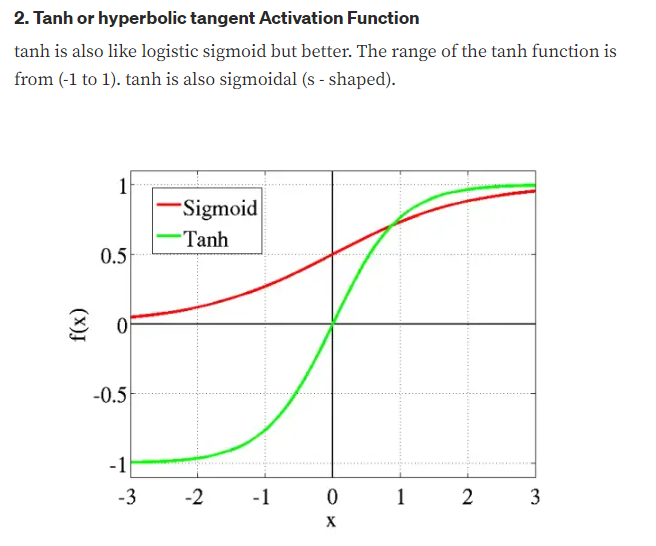 2. Tanh or hyperbolic tangent Activation Function
tanh is also like logistic sigmoid but better. The range of the tanh function is
from (-1 to 1). tanh is also sigmoidal (s - shaped).
1
Sigmoid
Tanh
0.5
f(x)
0
-0.5
-1
-3 -2 -1 0 1 2 3
x